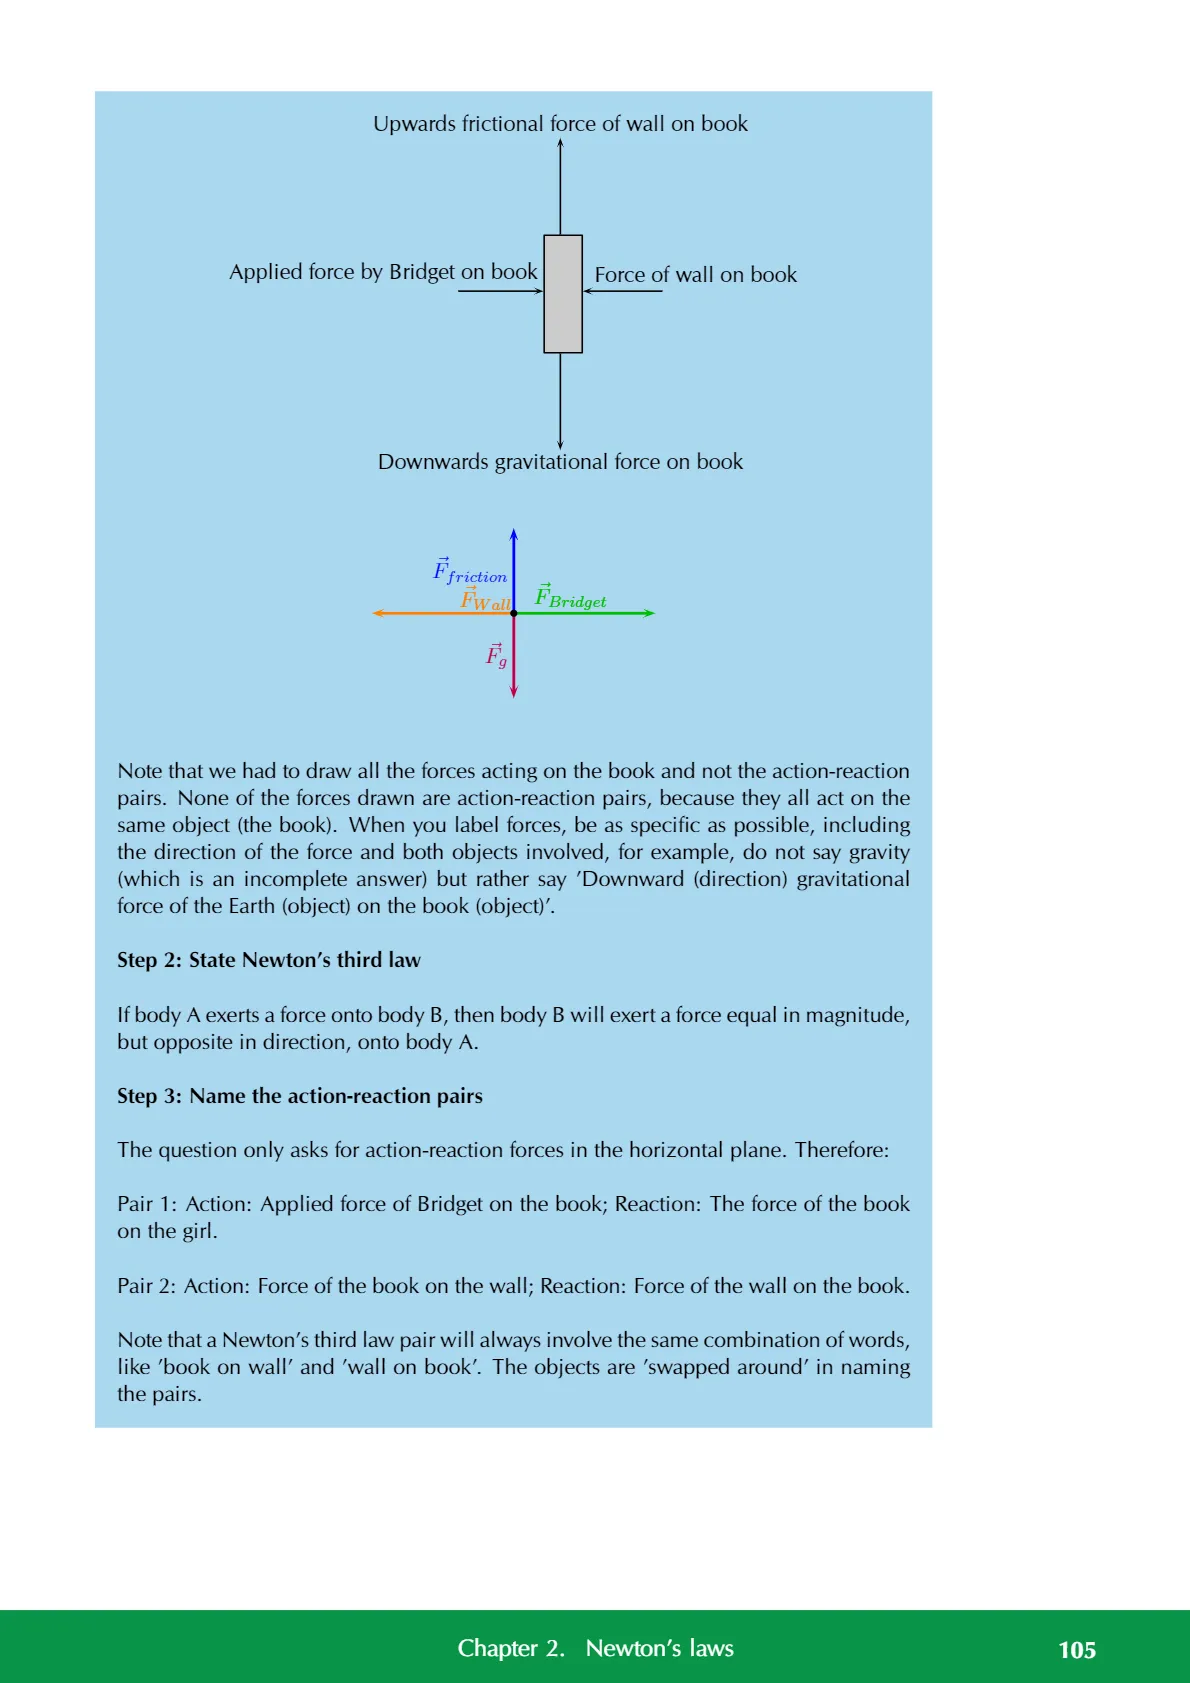 Upwards frictional force of wall on book
Applied force by Bridget on book
Force of wall on book
Downwards gravitational force on book
F⃗friction
F⃗Wall
F⃗Bridget
F⃗g
Note that we had to draw all the forces acting on the book and not the action-reaction
pairs. None of the forces drawn are action-reaction pairs, because they all act on the
same object (the book). When you label forces, be as specific as possible, including
the direction of the force and both objects involved, for example, do not say gravity
(which is an incomplete answer) but rather say ’Downward (direction) gravitational
force of the Earth (object) on the book (object)’.
Step 2: State Newton’s third law
If body A exerts a force onto body B, then body B will exert a force equal in magnitude,
but opposite in direction, onto body A.
Step 3: Name the action-reaction pairs
The question only asks for action-reaction forces in the horizontal plane. Therefore:
Pair 1: Action: Applied force of Bridget on the book; Reaction: The force of the book
on the girl.
Pair 2: Action: Force of the book on the wall; Reaction: Force of the wall on the book.
Note that a Newton’s third law pair will always involve the same combination of words,
like ’book on wall’ and ’wall on book’. The objects are ’swapped around’ in naming
the pairs.
Chapter 2. Newton’s laws
105